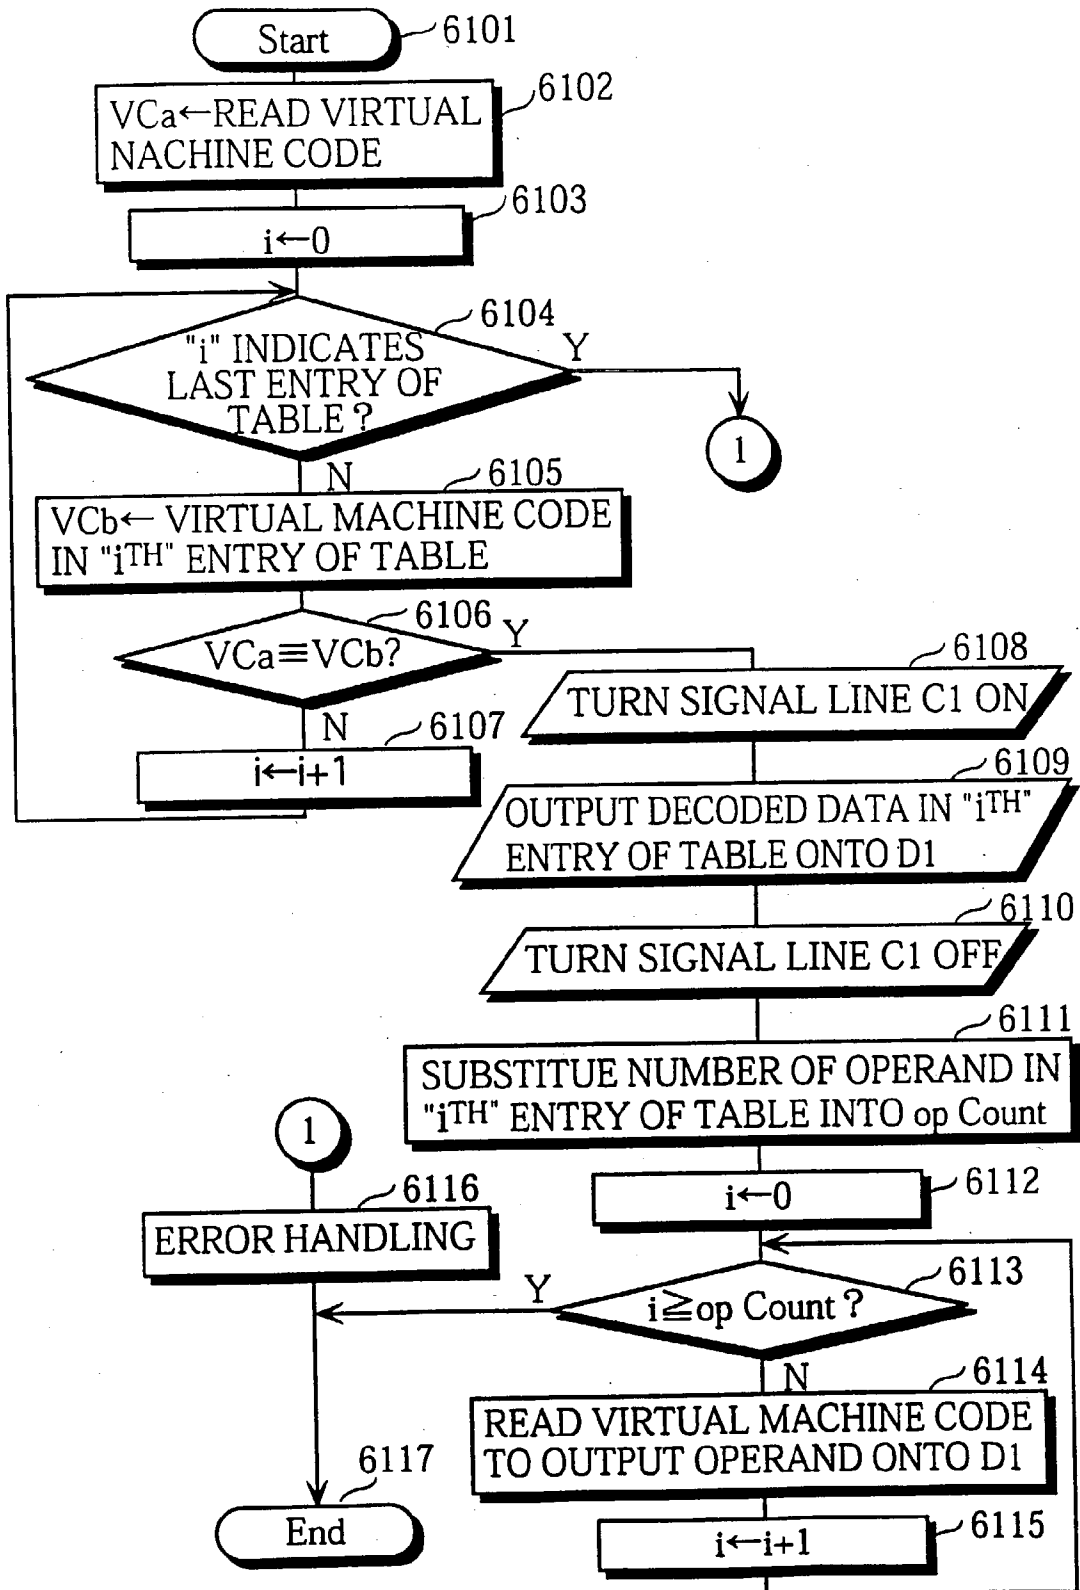 Start
6101
VCa←READ VIRTUAL
NACHINE CODE
6102
i←0
6103
"i" INDICATES
LAST ENTRY OF
TABLE ?
6104
Y
1
N
VCb← VIRTUAL MACHINE CODE
IN "iTH" ENTRY OF TABLE
6105
VCa≡VCb?
6106
Y
N
i←i+1
6107
TURN SIGNAL LINE C1 ON
6108
OUTPUT DECODED DATA IN "iTH"
ENTRY OF TABLE ONTO D1
6109
TURN SIGNAL LINE C1 OFF
6110
SUBSTITUE NUMBER OF OPERAND IN
"iTH" ENTRY OF TABLE INTO op Count
6111
i←0
6112
1
ERROR HANDLING
6116
i≧op Count ?
6113
Y
N
READ VIRTUAL MACHINE CODE
TO OUTPUT OPERAND ONTO D1
6114
i←i+1
6115
End
6117